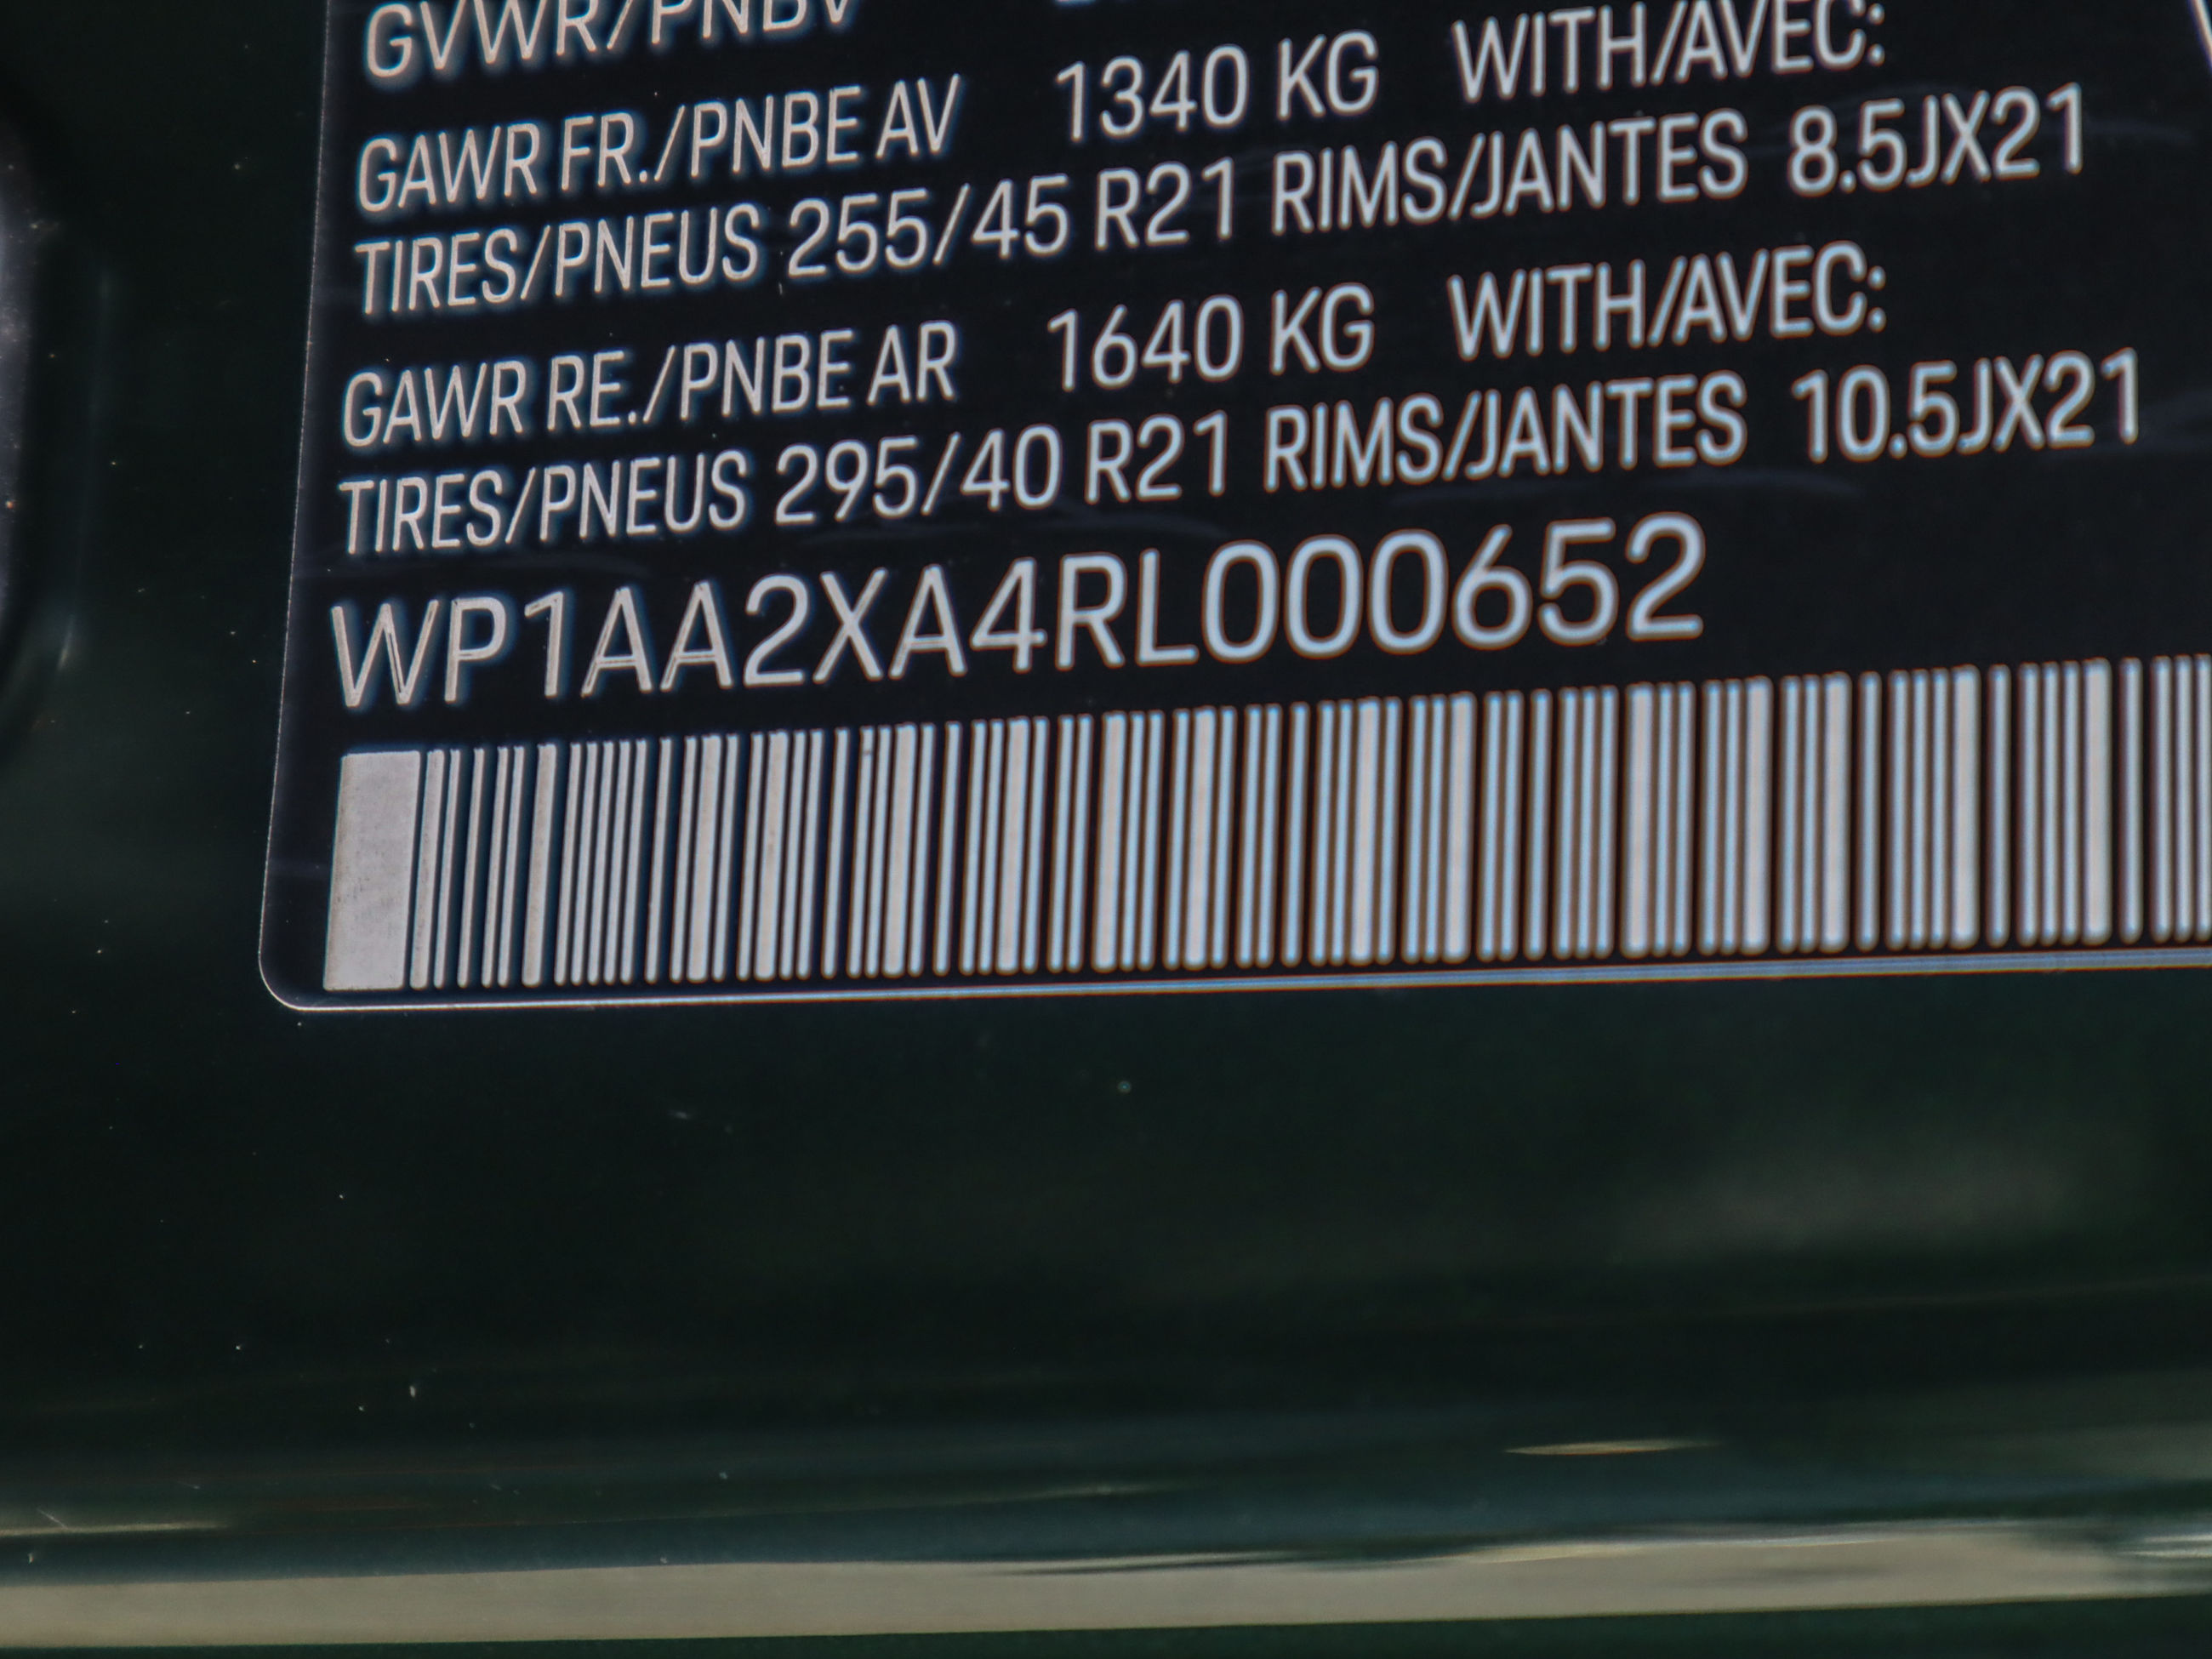 GVWR/PNBV
GAWR FR./PNBE AV 1340 KG WITH/AVEC:
TIRES/PNEUS 255/45 R21 RIMS/JANTES 8.5JX21
GAWR RE./PNBE AR 1640 KG WITH/AVEC:
TIRES/PNEUS 295/40 R21 RIMS/JANTES 10.5JX21
WP1AA2XA4RL000652